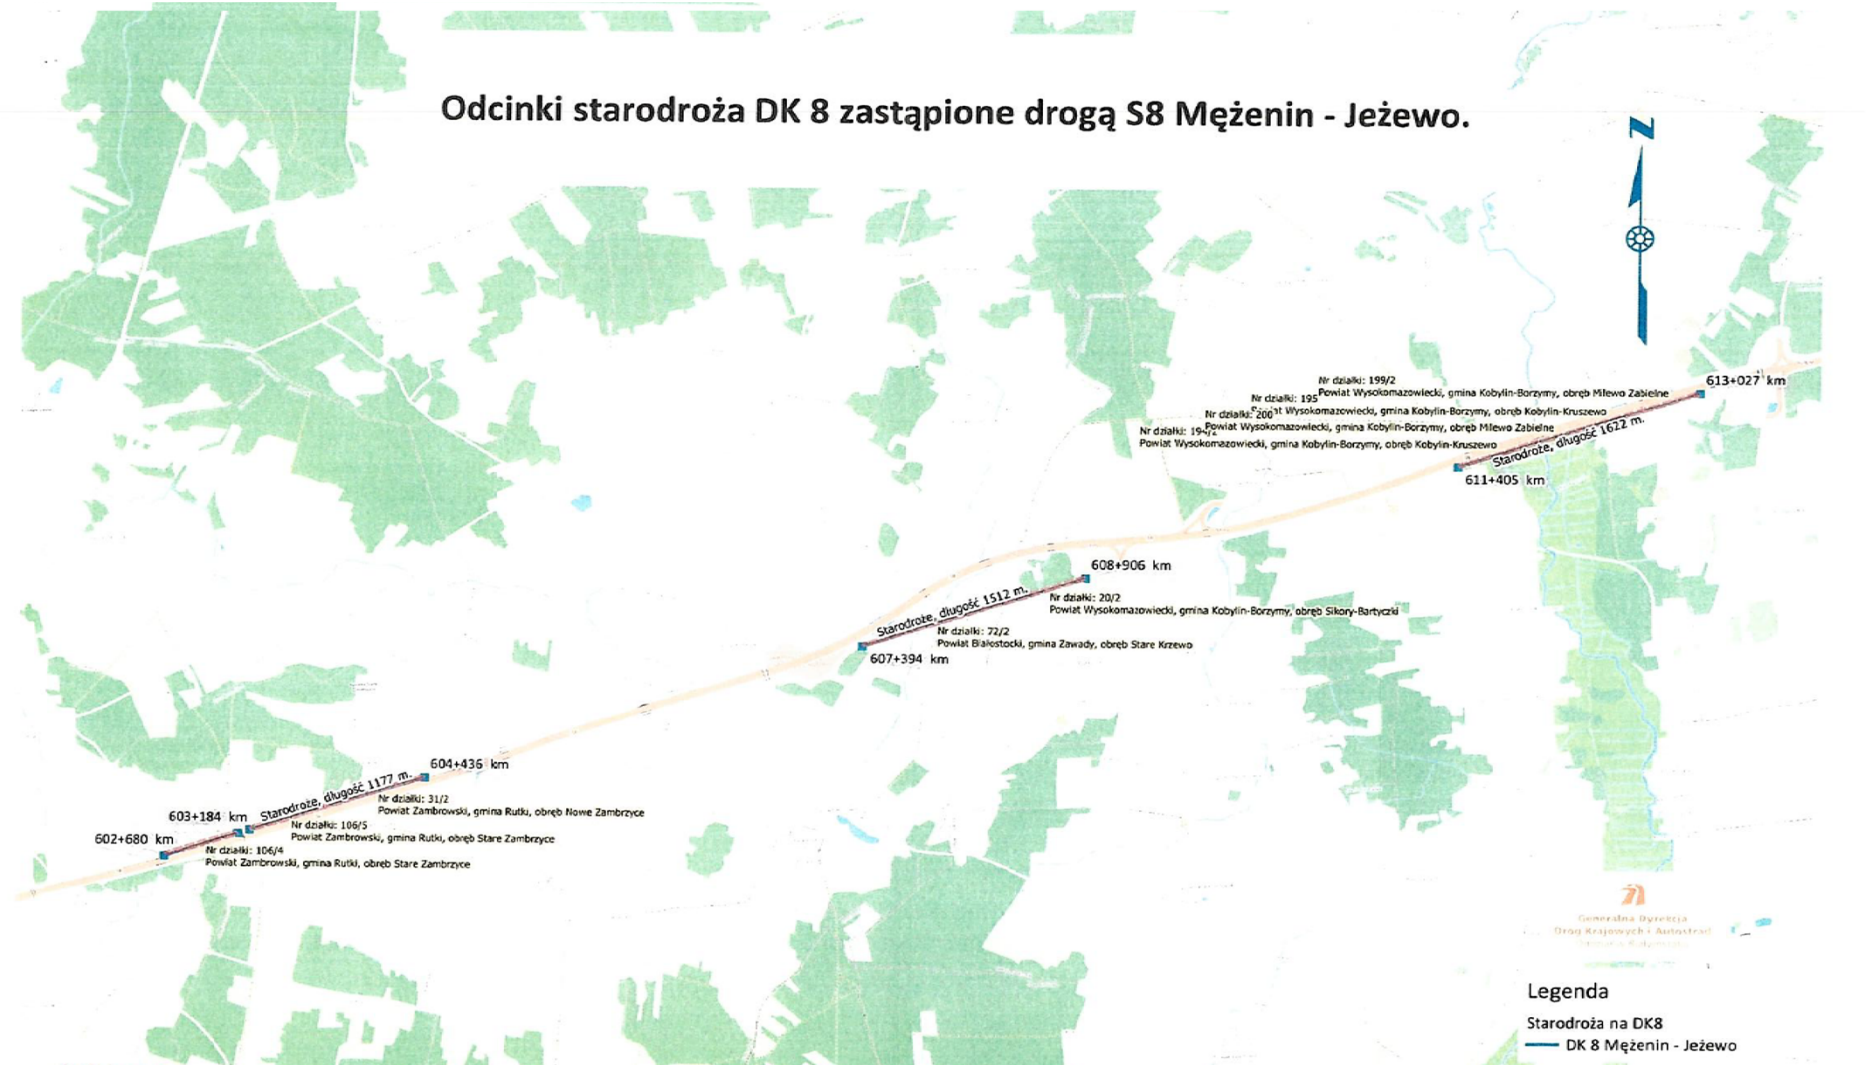 Odcinki starodroża DK 8 zastąpione drogą S8 Mężenin - Jeżewo.
Z
613+027 km
Nr działki: 199/2
Powiat Wysokomazowiecki, gmina Kobylin-Borzymy, obręb Milewo Zabielne
Nr działki: 195
Wysokomazowiecki, gmina Kobylin-Borzymy, obręb Kobylin-Kruszewo
Nr działki: 200
Powiat Wysokomazowiecki, gmina Kobylin-Borzymy, obręb Milewo Zabielne
Nr działki:
Powiat Wysokomazowiecki, gmina Kobylin-Borzymy, obręb Kobylin-Kruszewo
Starodroże, długość 1622 m.
611+405 km
608+906 km
Starodroże, długość 1512 m.
Nr działki: 20/2
Powiat Wysokomazowiecki, gmina Kobylin-Borzymy, obręb Sikory-Bartyczki
Nr działki: 72/2
Powiat Białostocki, gmina Zawady, obręb Stare Krzewo
607+394 km
604+436 km
Starodroże, długość 1177 m.
Nr działki: 31/2
Powiat Zambrowski, gmina Rutki, obręb Nowe Zambrzyce
603+184 km
Nr działki: 106/5
Powiat Zambrowski, gmina Rutki, obręb Stare Zambrzyce
602+680 km
Nr działki: 106/4
Powiat Zambrowski, gmina Rutki, obręb Stare Zambrzyce
Generalna Dyrekcja
Dróg Krajowych i Autostrad
Legenda
Starodroża na DK8
DK 8 Mężenin - Jeżewo